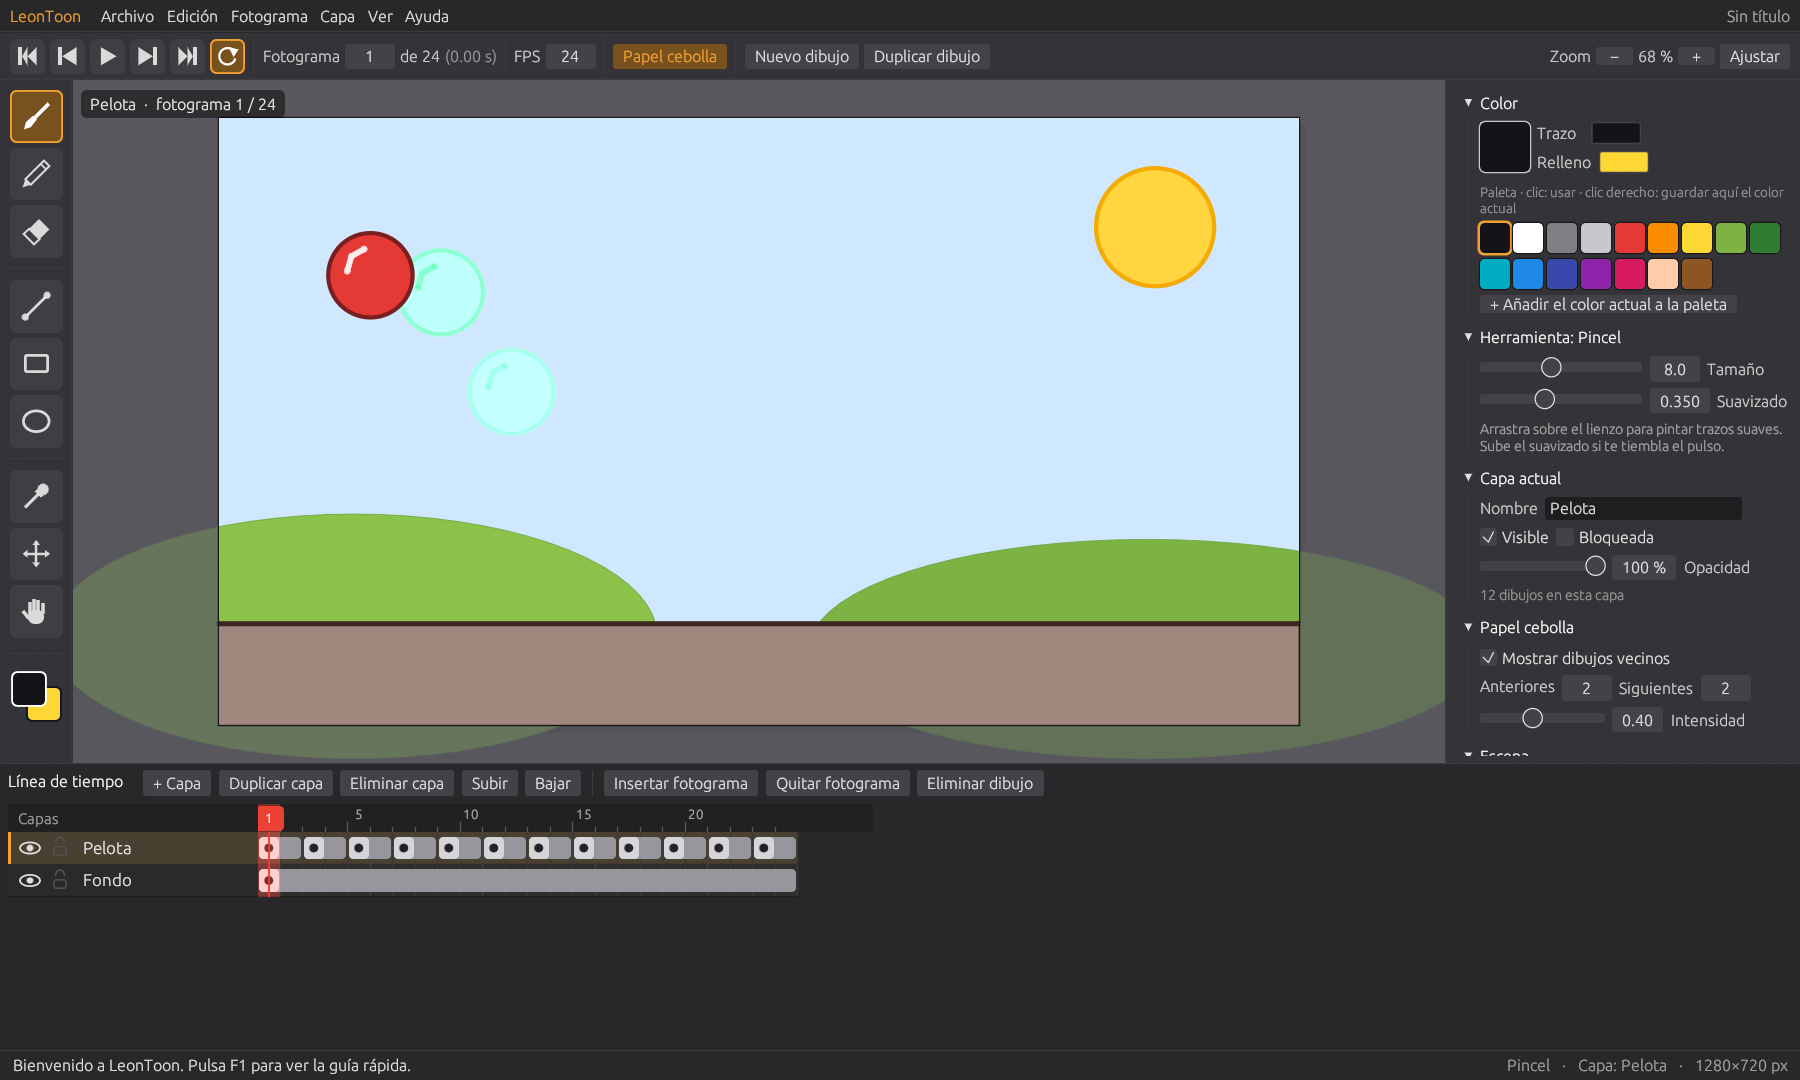 LeonToon Archivo Edición Fotograma Capa Ver Ayuda Sin título
Fotograma 1 de 24 (0.00 s) FPS 24 Papel cebolla Nuevo dibujo Duplicar dibujo Zoom − 68 % + Ajustar
Pelota · fotograma 1 / 24
Color
Trazo
Relleno
Paleta · clic: usar · clic derecho: guardar aquí el color
actual
+ Añadir el color actual a la paleta
Herramienta: Pincel
8.0 Tamaño
0.350 Suavizado
Arrastra sobre el lienzo para pintar trazos suaves.
Sube el suavizado si te tiembla el pulso.
Capa actual
Nombre Pelota
Visible Bloqueada
100 % Opacidad
12 dibujos en esta capa
Papel cebolla
Mostrar dibujos vecinos
Anteriores 2 Siguientes 2
0.40 Intensidad
Línea de tiempo + Capa Duplicar capa Eliminar capa Subir Bajar Insertar fotograma Quitar fotograma Eliminar dibujo
Capas 1 5 10 15 20
Pelota
Fondo
Bienvenido a LeonToon. Pulsa F1 para ver la guía rápida. Pincel · Capa: Pelota · 1280×720 px